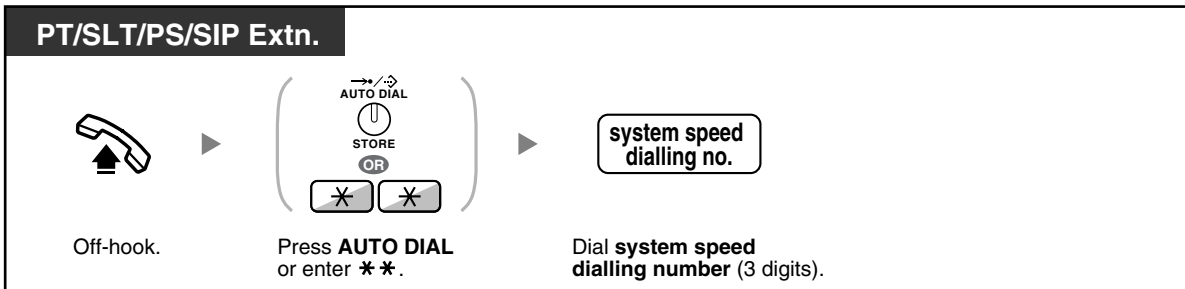 PT/SLT/PS/SIP Extn.
AUTO DIAL
STORE
OR
system speed
dialling no.
Off-hook.
Press AUTO DIAL
or enter ＊＊.
Dial system speed
dialling number (3 digits).